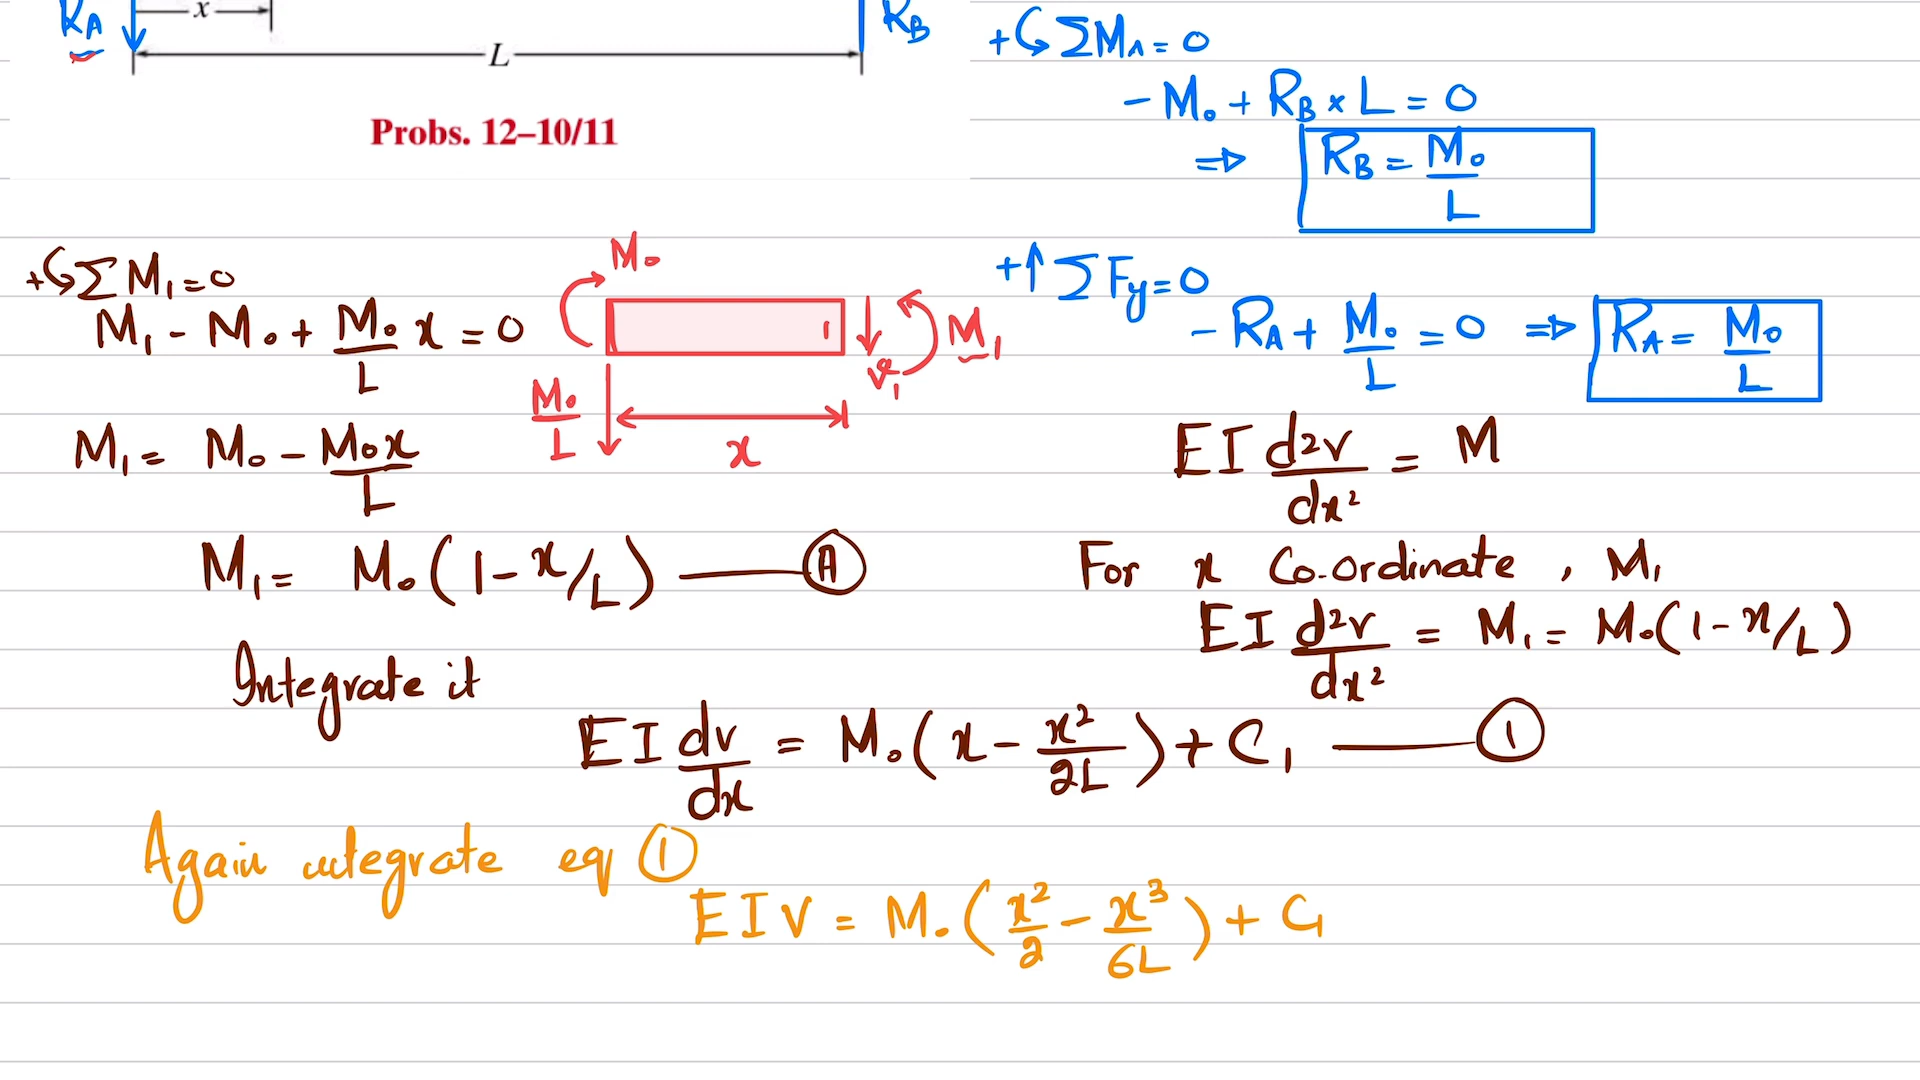 R_A x R_B
L
Probs. 12–10/11
+↺ ΣM_A = 0
- M₀ + R_B × L = 0
⇒ R_B = M₀/L
+↑ ΣF_y = 0
- R_A + M₀/L = 0 ⇒ R_A = M₀/L
+↺ ΣM₁ = 0
M₁ - M₀ + M₀/L x = 0
M₁ = M₀ - M₀x/L
M₁ = M₀(1 - x/L) —— Ⓐ
M₀
1
V₁
M₁
M₀/L
x
EI d²v/dx² = M
For x Co-ordinate, M₁
EI d²v/dx² = M₁ = M₀(1 - x/L)
Integrate it
EI dv/dx = M₀(x - x²/2L) + C₁ —— ①
Again integrate eq ①
EIV = M₀(x²/2 - x³/6L) + C₁